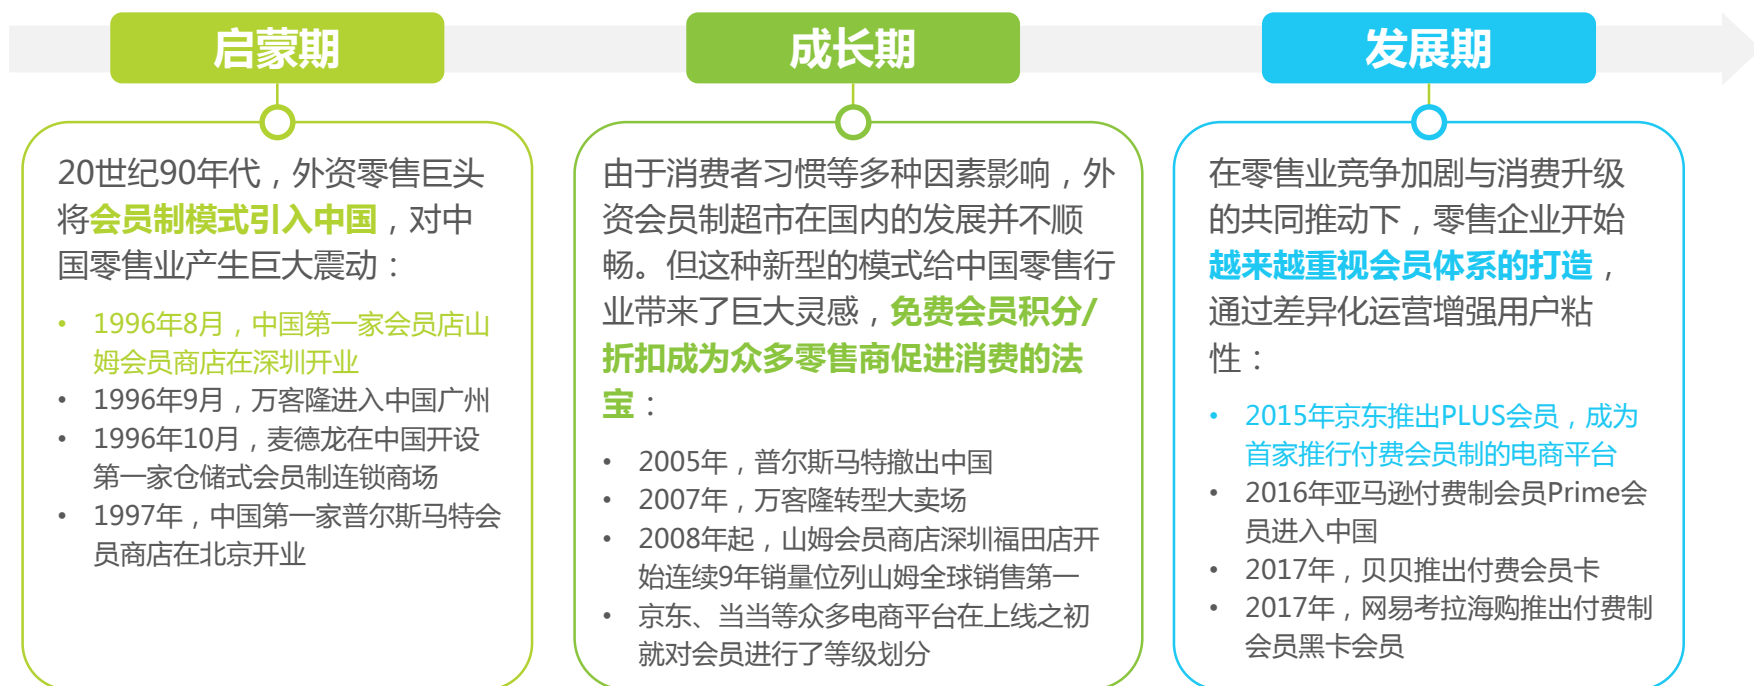 启蒙期
20世纪90年代，外资零售巨头
将会员制模式引入中国，对中
国零售业产生巨大震动：
• 1996年8月，中国第一家会员店山
姆会员商店在深圳开业
• 1996年9月，万客隆进入中国广州
• 1996年10月，麦德龙在中国开设
第一家仓储式会员制连锁商场
• 1997年，中国第一家普尔斯马特会
员商店在北京开业
成长期
由于消费者习惯等多种因素影响，外
资会员制超市在国内的发展并不顺
畅。但这种新型的模式给中国零售行
业带来了巨大灵感，免费会员积分/
折扣成为众多零售商促进消费的法
宝：
• 2005年，普尔斯马特撤出中国
• 2007年，万客隆转型大卖场
• 2008年起，山姆会员商店深圳福田店开
始连续9年销量位列山姆全球销售第一
• 京东、当当等众多电商平台在上线之初
就对会员进行了等级划分
发展期
在零售业竞争加剧与消费升级
的共同推动下，零售企业开始
越来越重视会员体系的打造，
通过差异化运营增强用户粘
性：
• 2015年京东推出PLUS会员，成为
首家推行付费会员制的电商平台
• 2016年亚马逊付费制会员Prime会
员进入中国
• 2017年，贝贝推出付费会员卡
• 2017年，网易考拉海购推出付费制
会员黑卡会员